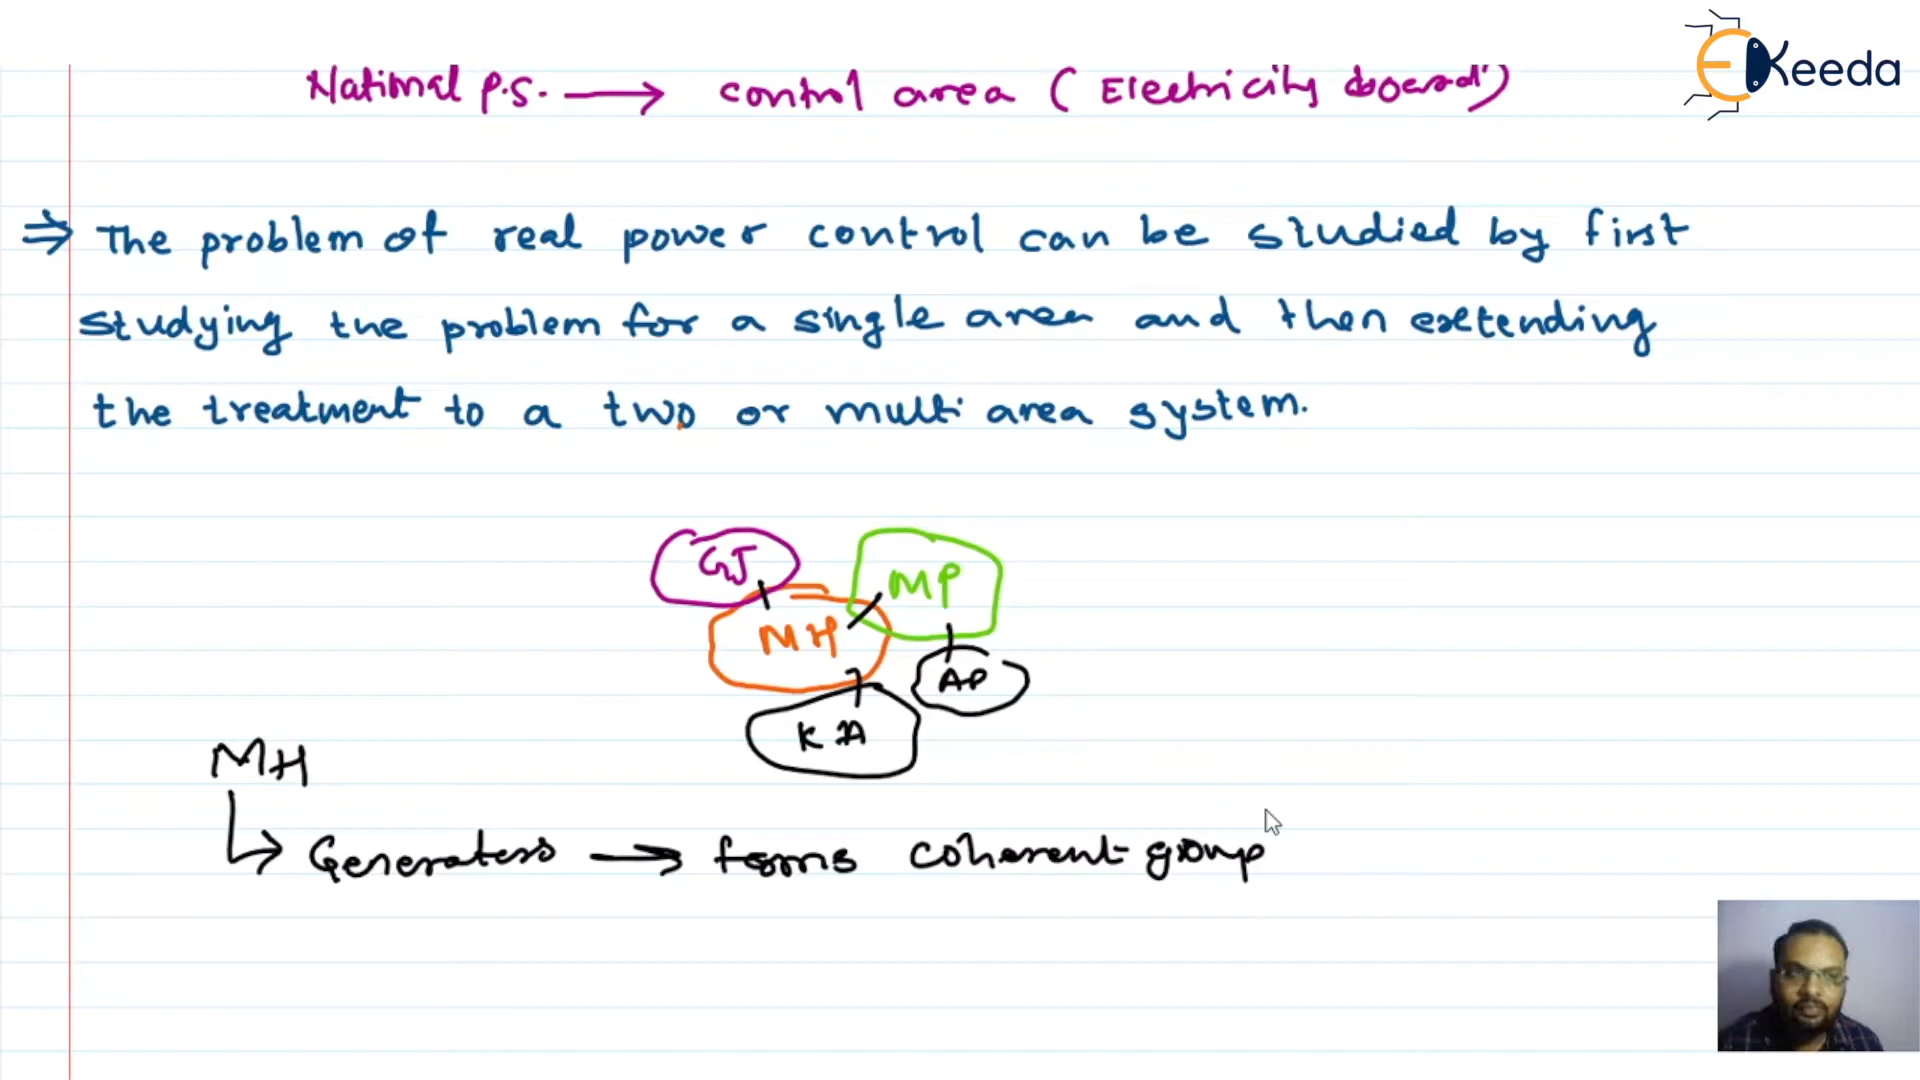 EKeeda
National p.s. → control area (Electricity board)
⇒ The problem of real power control can be studied by first
studying the problem for a single area and then extending
the treatment to a two or multi area system.
GJ
MP
MH
AP
KA
MH
↳ Generators → forms coherent group